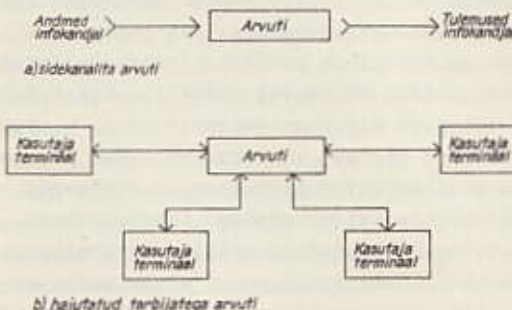 Andmed
infokandjal
Arvuti
Tulemused
infokandjal
a) sidekanalita arvuti
Kasutaja
terminaal
Arvuti
Kasutaja
terminaal
Kasutaja
terminaal
Kasutaja
terminaal
b) hajutatud tarbijatega arvuti